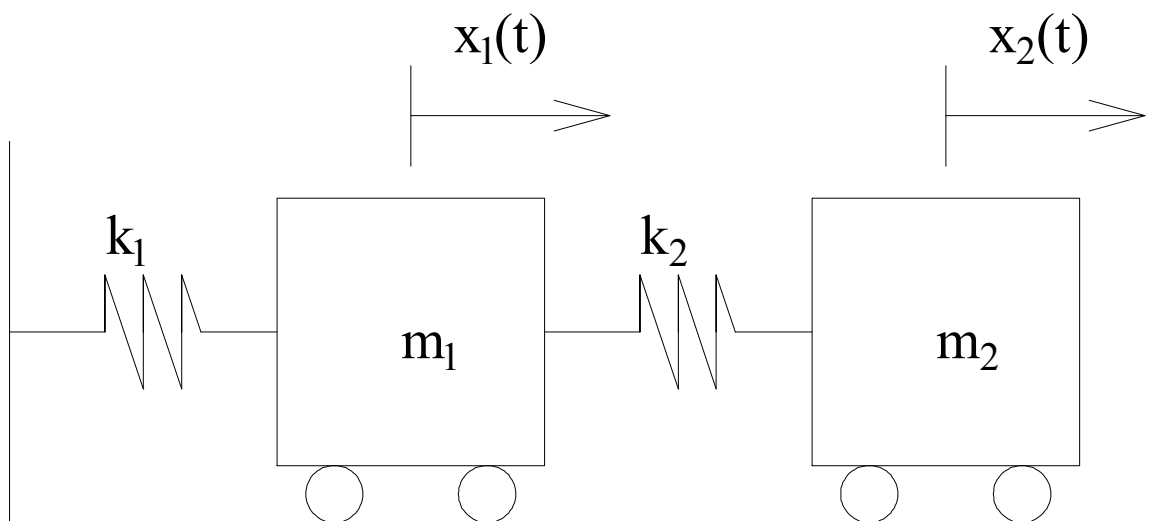 x₁(t) x₂(t)
k₁ k₂
m₁ m₂